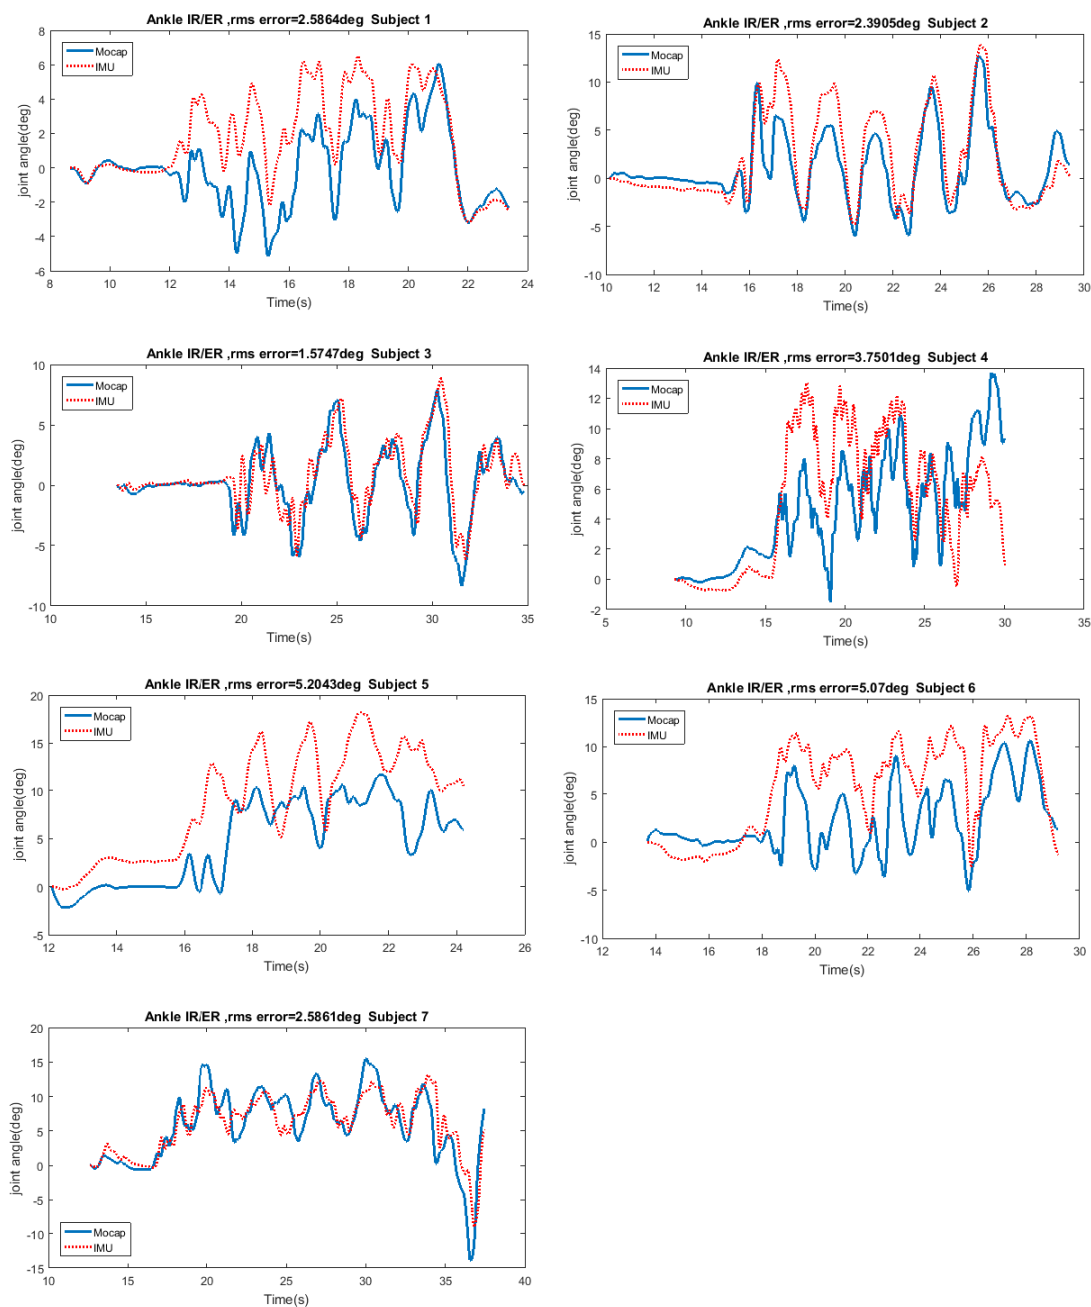 Ankle IR/ER ,rms error=2.5864deg  Subject 1
8
6
4
2
0
-2
-4
-6
joint angle(deg)
Mocap
IMU
8 10 12 14 16 18 20 22 24
Time(s)
Ankle IR/ER ,rms error=2.3905deg  Subject 2
15
10
5
0
-5
-10
joint angle(deg)
Mocap
IMU
10 12 14 16 18 20 22 24 26 28 30
Time(s)
Ankle IR/ER ,rms error=1.5747deg  Subject 3
10
5
0
-5
-10
joint angle(deg)
Mocap
IMU
10 15 20 25 30 35
Time(s)
Ankle IR/ER ,rms error=3.7501deg  Subject 4
14
12
10
8
6
4
2
0
-2
joint angle(deg)
Mocap
IMU
5 10 15 20 25 30 35
Time(s)
Ankle IR/ER ,rms error=5.2043deg  Subject 5
20
15
10
5
0
-5
joint angle(deg)
Mocap
IMU
12 14 16 18 20 22 24 26
Time(s)
Ankle IR/ER ,rms error=5.07deg  Subject 6
15
10
5
0
-5
-10
joint angle(deg)
Mocap
IMU
12 14 16 18 20 22 24 26 28 30
Time(s)
Ankle IR/ER ,rms error=2.5861deg  Subject 7
20
15
10
5
0
-5
-10
-15
joint angle(deg)
Mocap
IMU
10 15 20 25 30 35 40
Time(s)